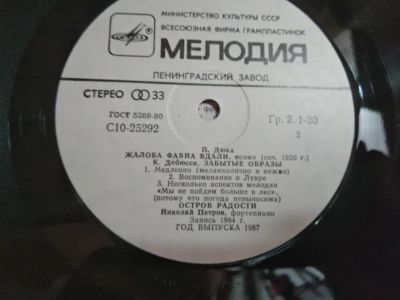 МИНИСТЕРСТВО КУЛЬТУРЫ СССР
ВСЕСОЮЗНАЯ ФИРМА ГРАМПЛАСТИНОК
МЕЛОДИЯ
ЛЕНИНГРАДСКИЙ ЗАВОД
СТЕРЕО 33
ГОСТ 5289-80
С10-25292
Гр. 2. 1-20
2
П. Дюка
ЖАЛОБА ФАВНА ВДАЛИ, поэма (соч. 1920 г.)
К. Дебюсси. ЗАБЫТЫЕ ОБРАЗЫ
1. Медленно (меланхолично и нежно)
2. Воспоминание о Лувре
3. Несколько аспектов мелодии
«Мы не пойдем больше в лес»,
(потому что погода невыносима)
ОСТРОВ РАДОСТИ
Николай Петров, фортепиано
Запись 1984 г.
ГОД ВЫПУСКА 1987